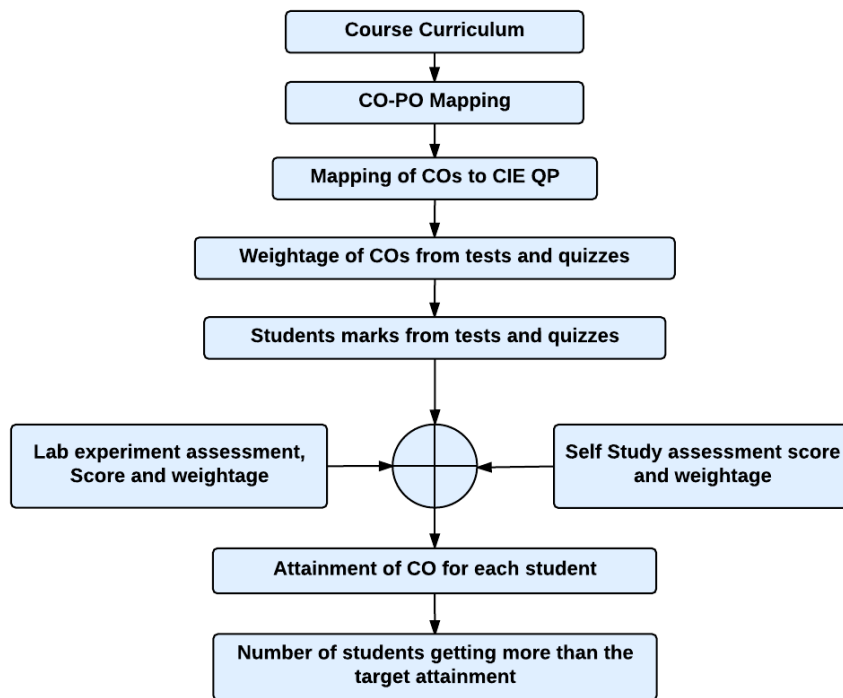 Course Curriculum
CO-PO Mapping
Mapping of COs to CIE QP
Weightage of COs from tests and quizzes
Students marks from tests and quizzes
Lab experiment assessment,
Score and weightage
Self Study assessment score
and weightage
Attainment of CO for each student
Number of students getting more than the
target attainment